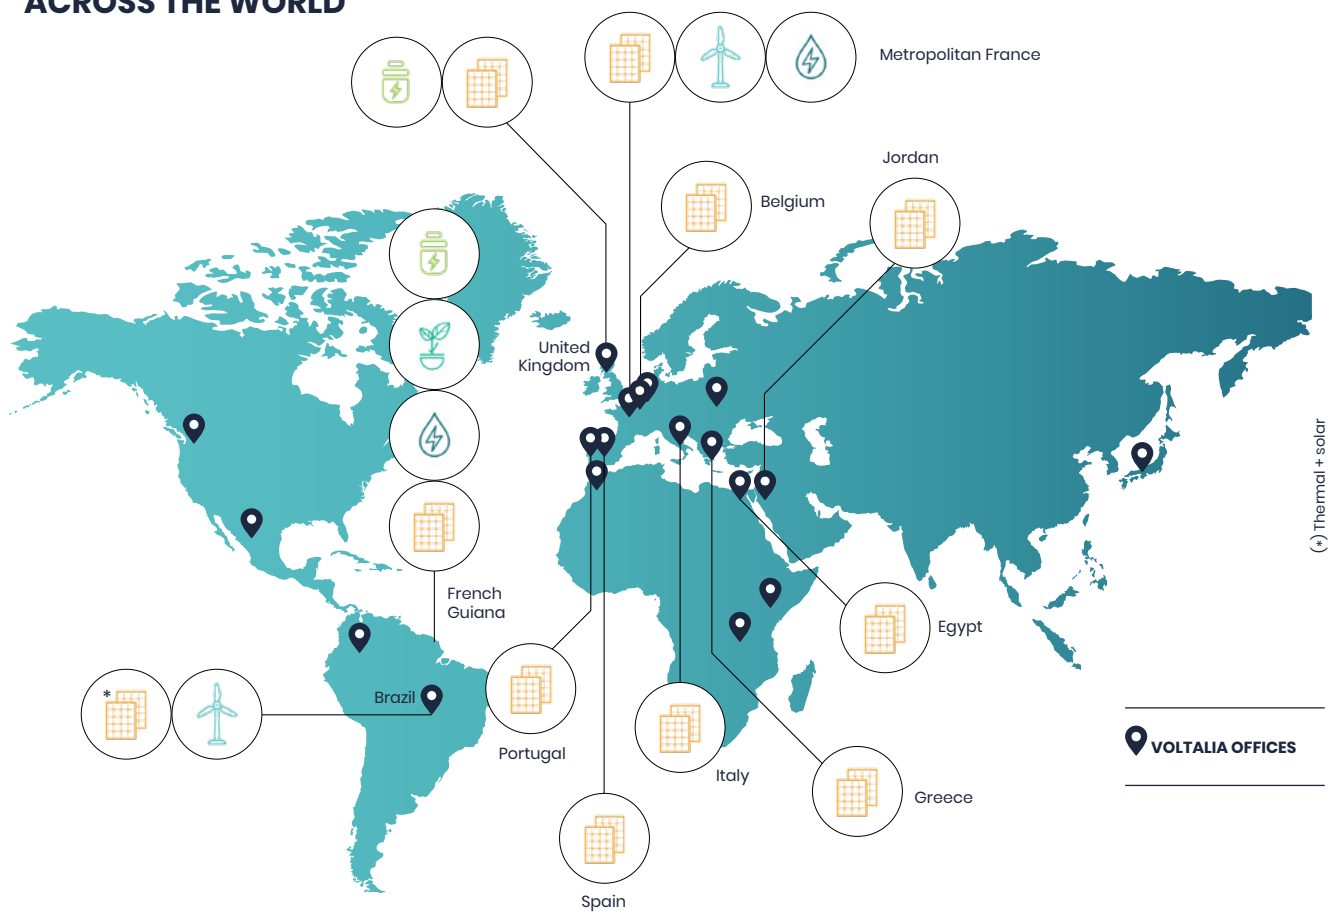 ACROSS THE WORLD
Metropolitan France
Jordan
Belgium
United
Kingdom
(*) Thermal + solar
French
Guiana
Egypt
*
Brazil
Portugal
VOLTALIA OFFICES
Italy
Greece
Spain